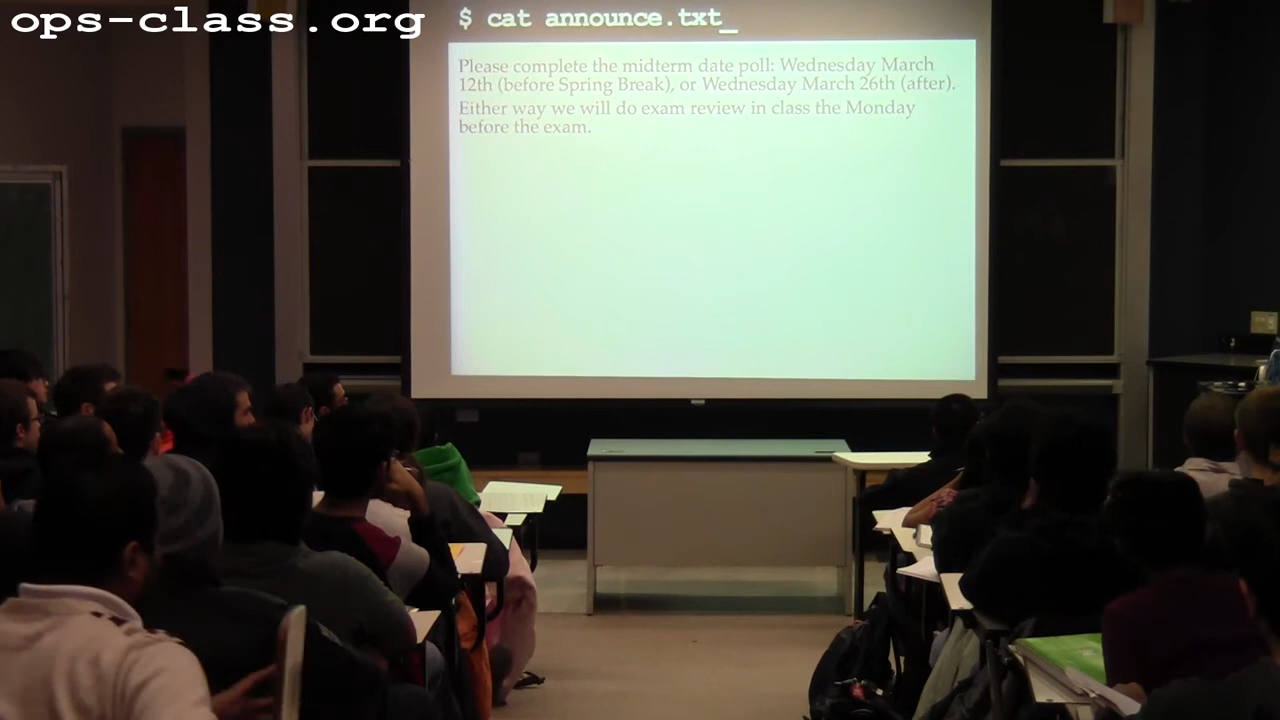 ops-class.org
$ cat announce.txt_
Please complete the midterm date poll: Wednesday March
12th (before Spring Break), or Wednesday March 26th (after).
Either way we will do exam review in class the Monday
before the exam.